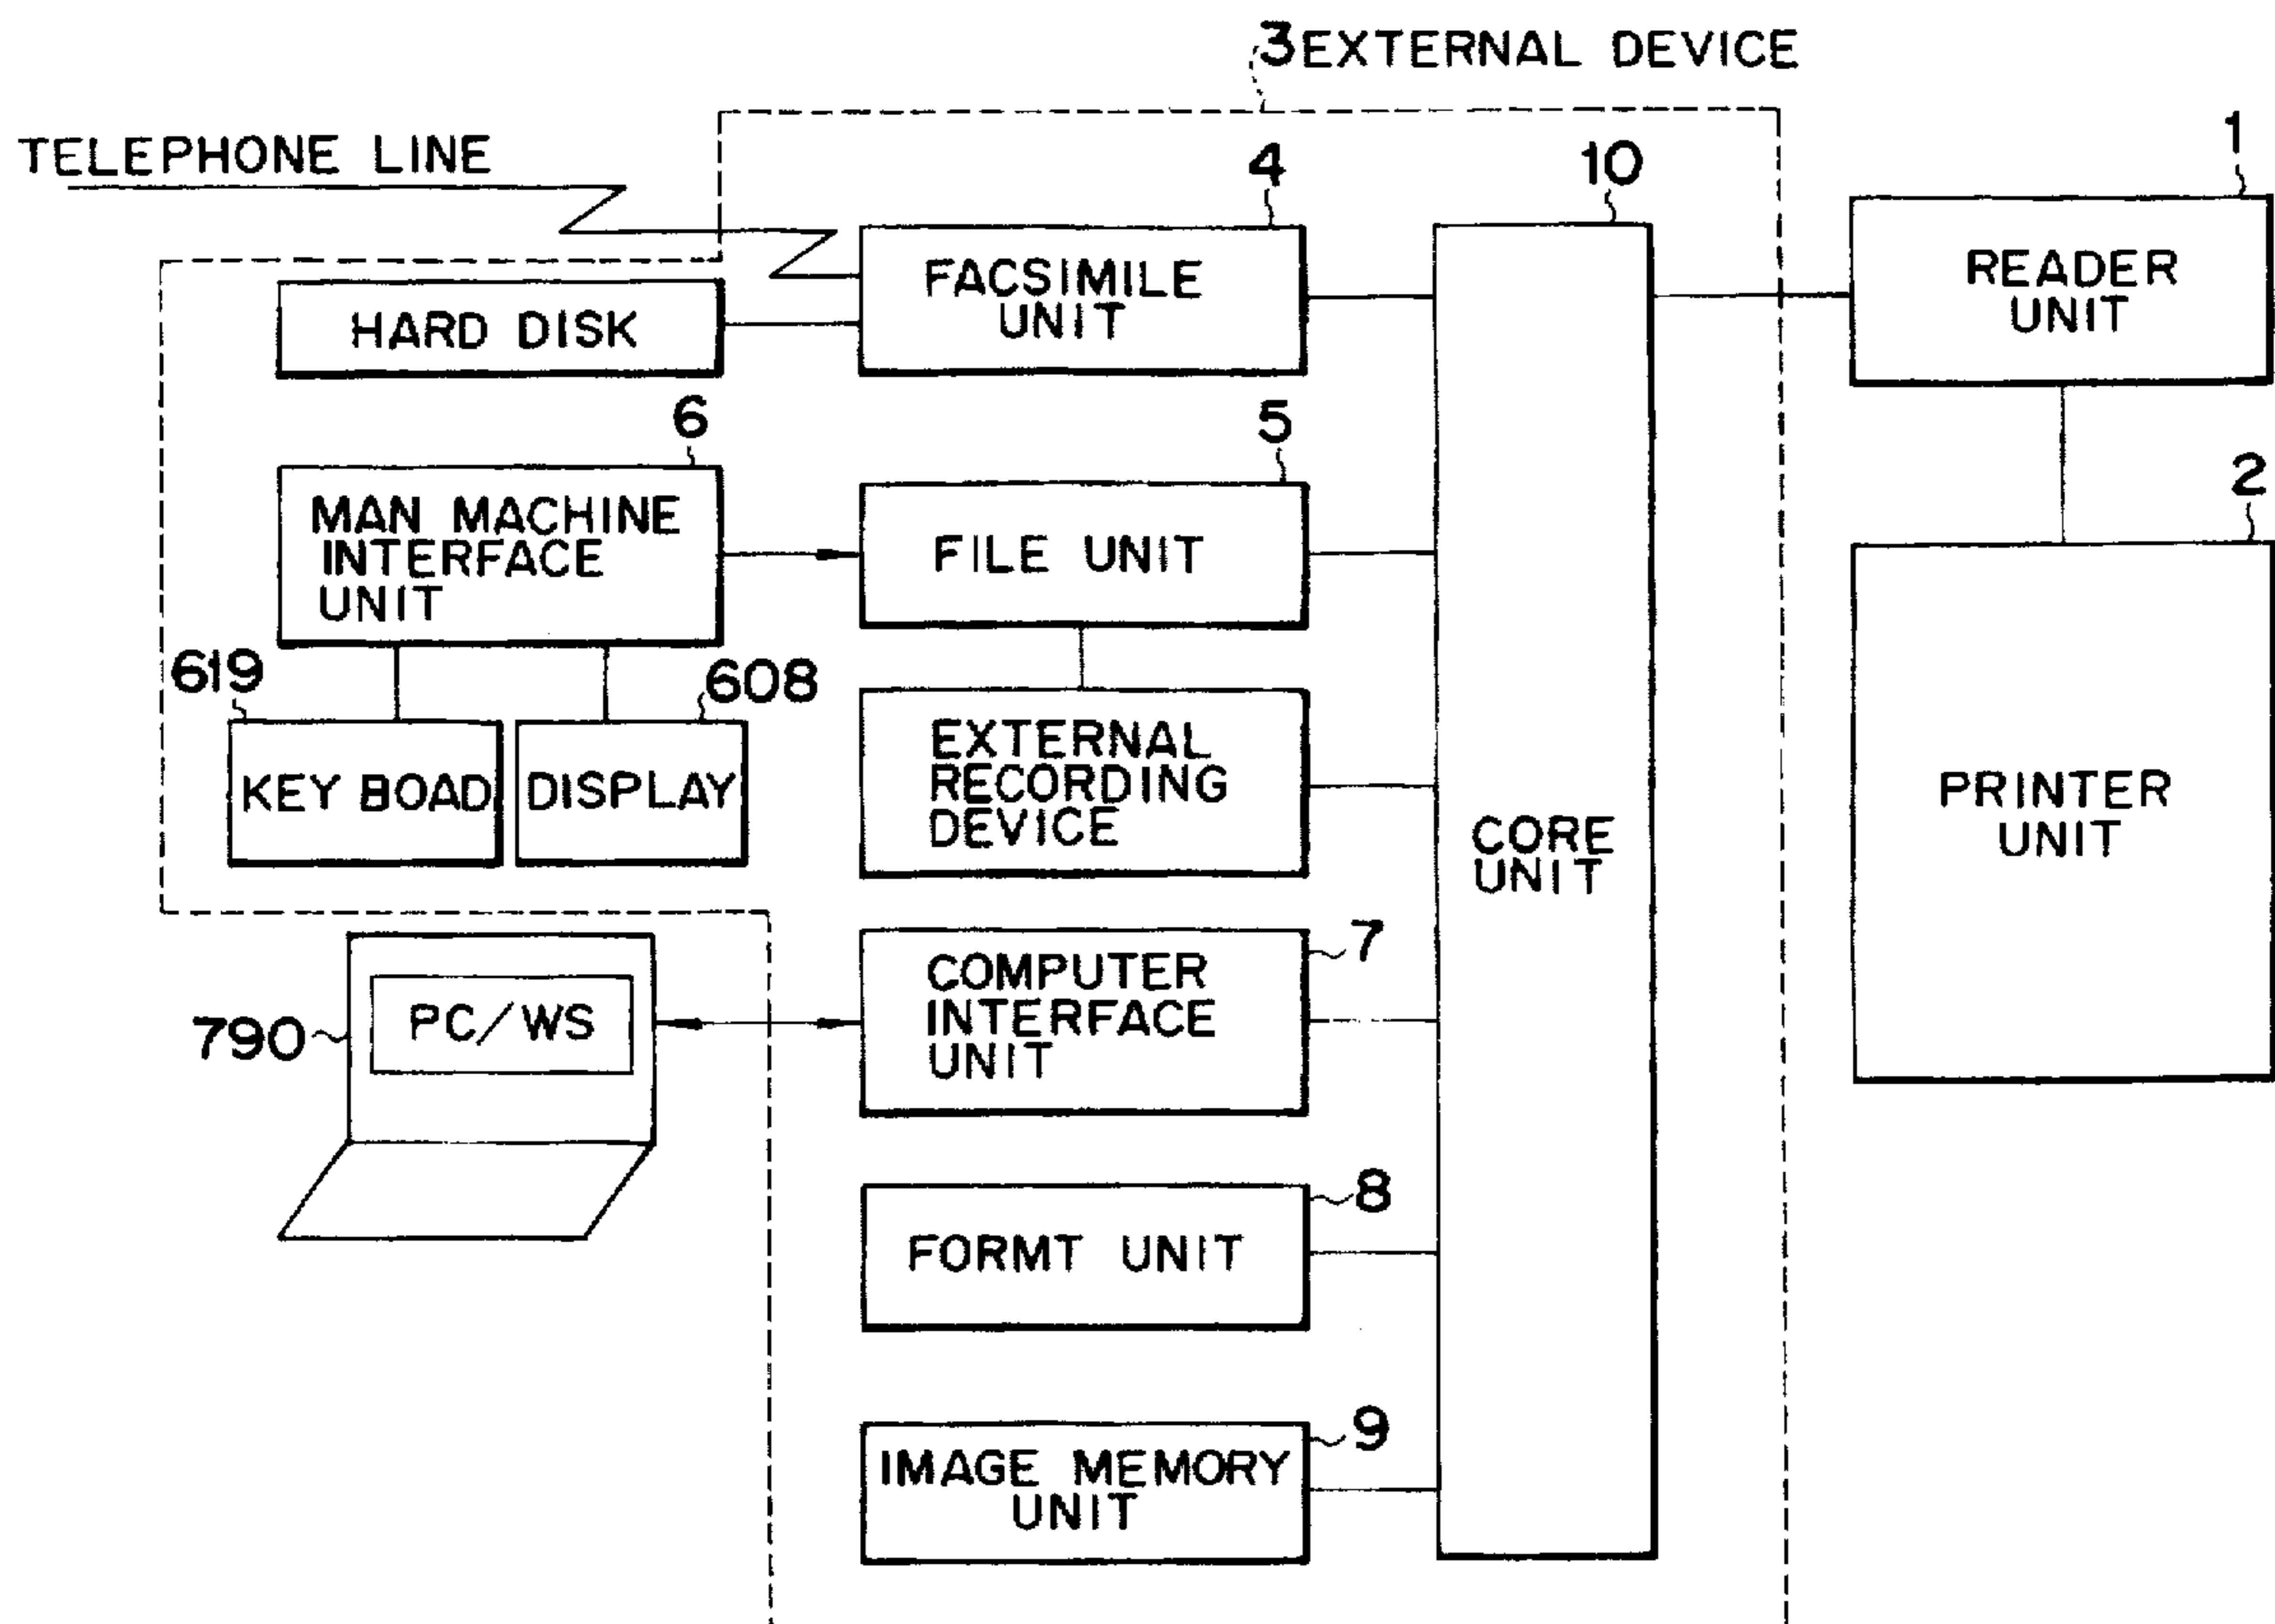 3 EXTERNAL DEVICE
TELEPHONE LINE
4
10
1
FACSIMILE
UNIT
READER
UNIT
HARD DISK
6
5
2
MAN MACHINE
INTERFACE
UNIT
FILE UNIT
619
608
KEY BOAD
DISPLAY
EXTERNAL
RECORDING
DEVICE
CORE
UNIT
PRINTER
UNIT
7
790
PC/WS
COMPUTER
INTERFACE
UNIT
8
FORMT UNIT
9
IMAGE MEMORY
UNIT